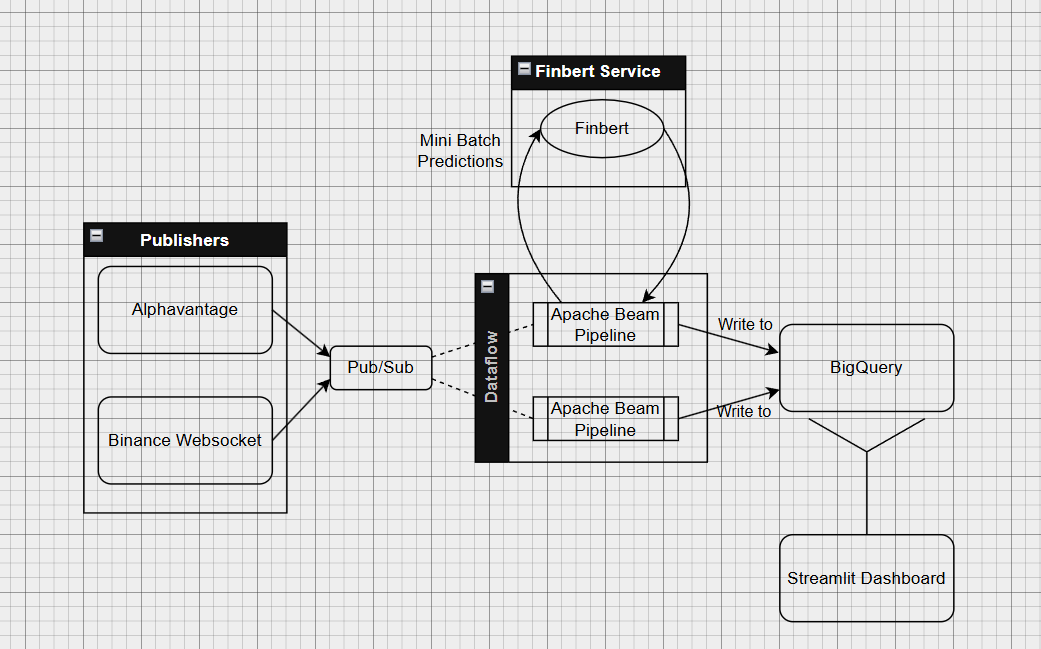 Finbert Service
Finbert
Mini Batch
Predictions
Publishers
Alphavantage
Binance Websocket
Pub/Sub
Dataflow
Apache Beam
Pipeline
Apache Beam
Pipeline
Write to
Write to
BigQuery
Streamlit Dashboard